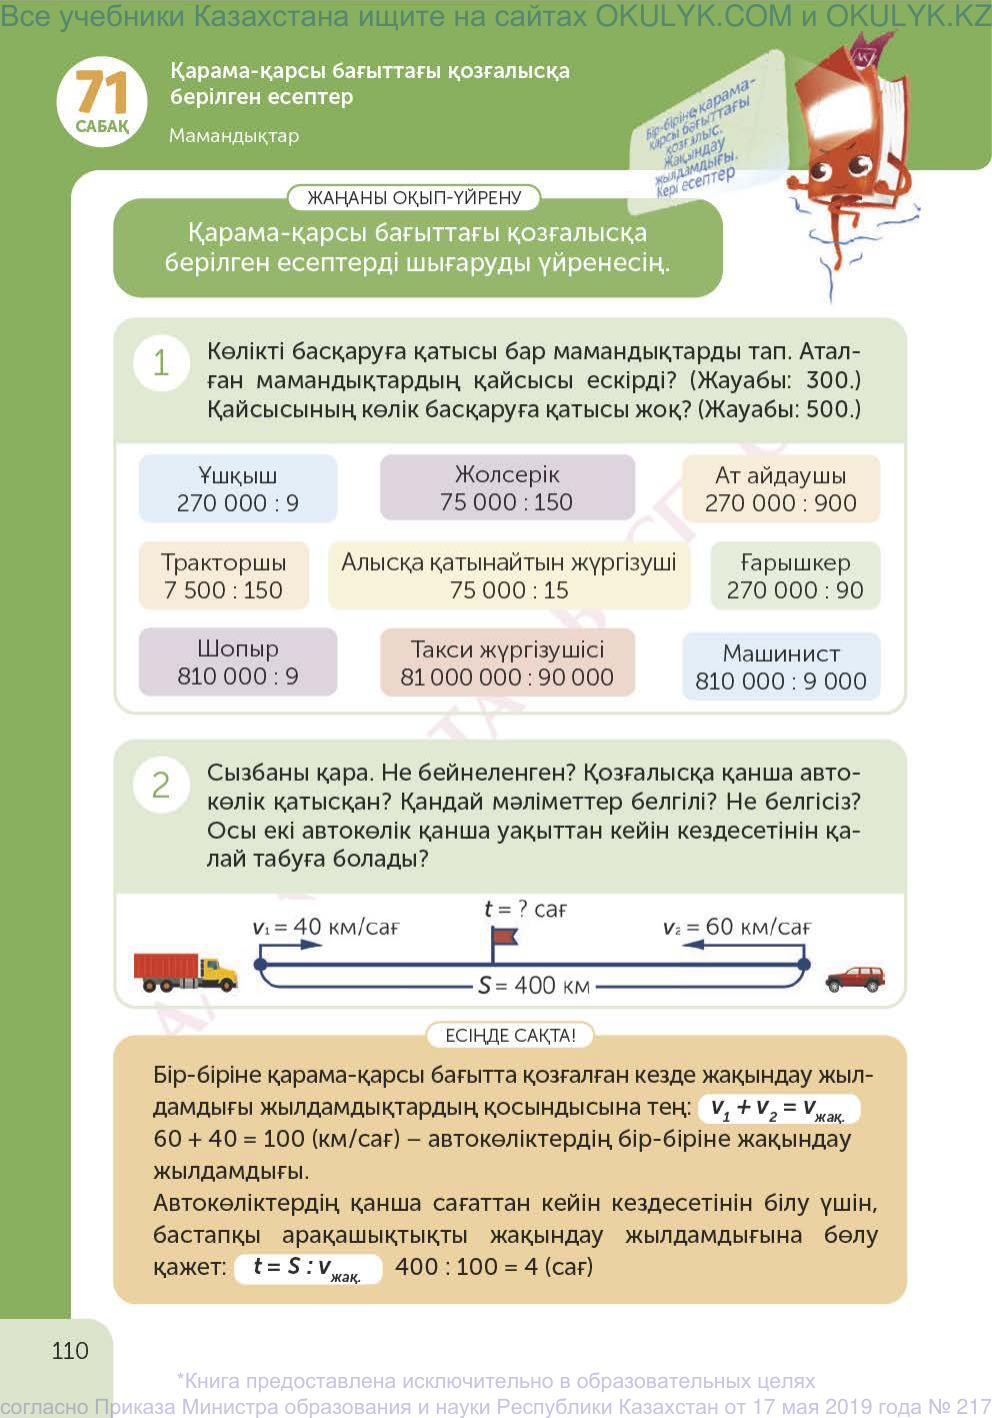 Все учебники Казахстана ищите на сайтах OKULYK.COM и OKULYK.KZ
71
САБАҚ
Қарама-қарсы бағыттағы қозғалысқа
берілген есептер
Мамандықтар
Бір-біріне қарама-
қарсы бағыттағы
қозғалыс.
Жақындау
жылдамдығы.
Кері есептер
ЖАҢАНЫ ОҚЫП-ҮЙРЕНУ
Қарама-қарсы бағыттағы қозғалысқа
берілген есептерді шығаруды үйренесің.
1
Көлікті басқаруға қатысы бар мамандықтарды тап. Атал-
ған мамандықтардың қайсысы ескірді? (Жауабы: 300.)
Қайсысының көлік басқаруға қатысы жоқ? (Жауабы: 500.)
Ұшқыш
270 000 : 9
Жолсерік
75 000 : 150
Ат айдаушы
270 000 : 900
Тракторшы
7 500 : 150
Алысқа қатынайтын жүргізуші
75 000 : 15
Ғарышкер
270 000 : 90
Шопыр
810 000 : 9
Такси жүргізушісі
81 000 000 : 90 000
Машинист
810 000 : 9 000
2
Сызбаны қара. Не бейнеленген? Қозғалысқа қанша авто-
көлік қатысқан? Қандай мәліметтер белгілі? Не белгісіз?
Осы екі автокөлік қанша уақыттан кейін кездесетінін қа-
лай табуға болады?
t = ? сағ
v₁ = 40 км/сағ
v₂ = 60 км/сағ
S = 400 км
ЕСІҢДЕ САҚТА!
Бір-біріне қарама-қарсы бағытта қозғалған кезде жақындау жыл-
дамдығы жылдамдықтардың қосындысына тең: v₁ + v₂ = vжақ.
60 + 40 = 100 (км/сағ) – автокөліктердің бір-біріне жақындау
жылдамдығы.
Автокөліктердің қанша сағаттан кейін кездесетінін білу үшін,
бастапқы арақашықтықты жақындау жылдамдығына бөлу
қажет: t = S : vжақ. 400 : 100 = 4 (сағ)
110
*Книга предоставлена исключительно в образовательных целях
согласно Приказа Министра образования и науки Республики Казахстан от 17 мая 2019 года № 217